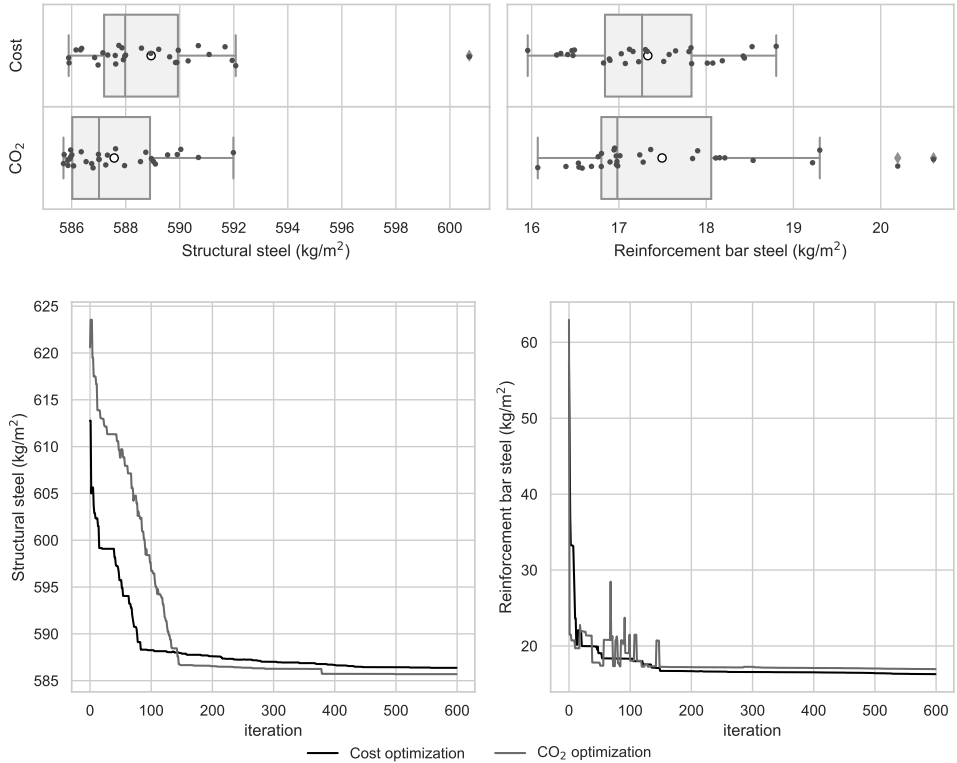 Cost
CO₂
586 588 590 592 594 596 598 600
Structural steel (kg/m²)
16 17 18 19 20
Reinforcement bar steel (kg/m²)
625
620
615
610
605
600
595
590
585
Structural steel (kg/m²)
0 100 200 300 400 500 600
iteration
60
50
40
30
20
Reinforcement bar steel (kg/m²)
0 100 200 300 400 500 600
iteration
Cost optimization
CO₂ optimization